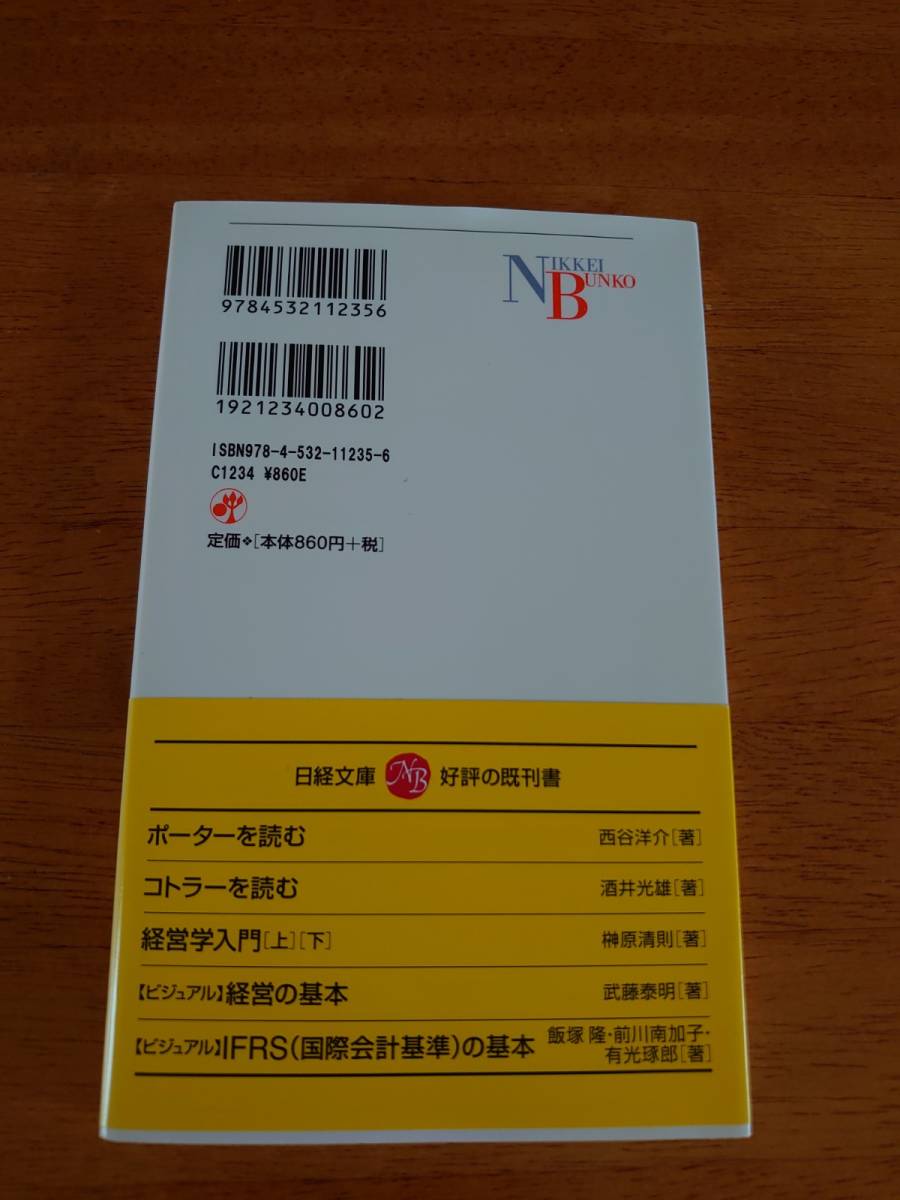 NIKKEI
BUNKO
9784532112356
1921234008602
ISBN978-4-532-11235-6
C1234 ¥860E
定価❖[本体860円+税]
日経文庫 NB 好評の既刊書
ポーターを読む 西谷洋介[著]
コトラーを読む 酒井光雄[著]
経営学入門[上][下] 榊原清則[著]
【ビジュアル】経営の基本 武藤泰明[著]
【ビジュアル】IFRS(国際会計基準)の基本 飯塚 隆・前川南加子・
有光琢郎[著]